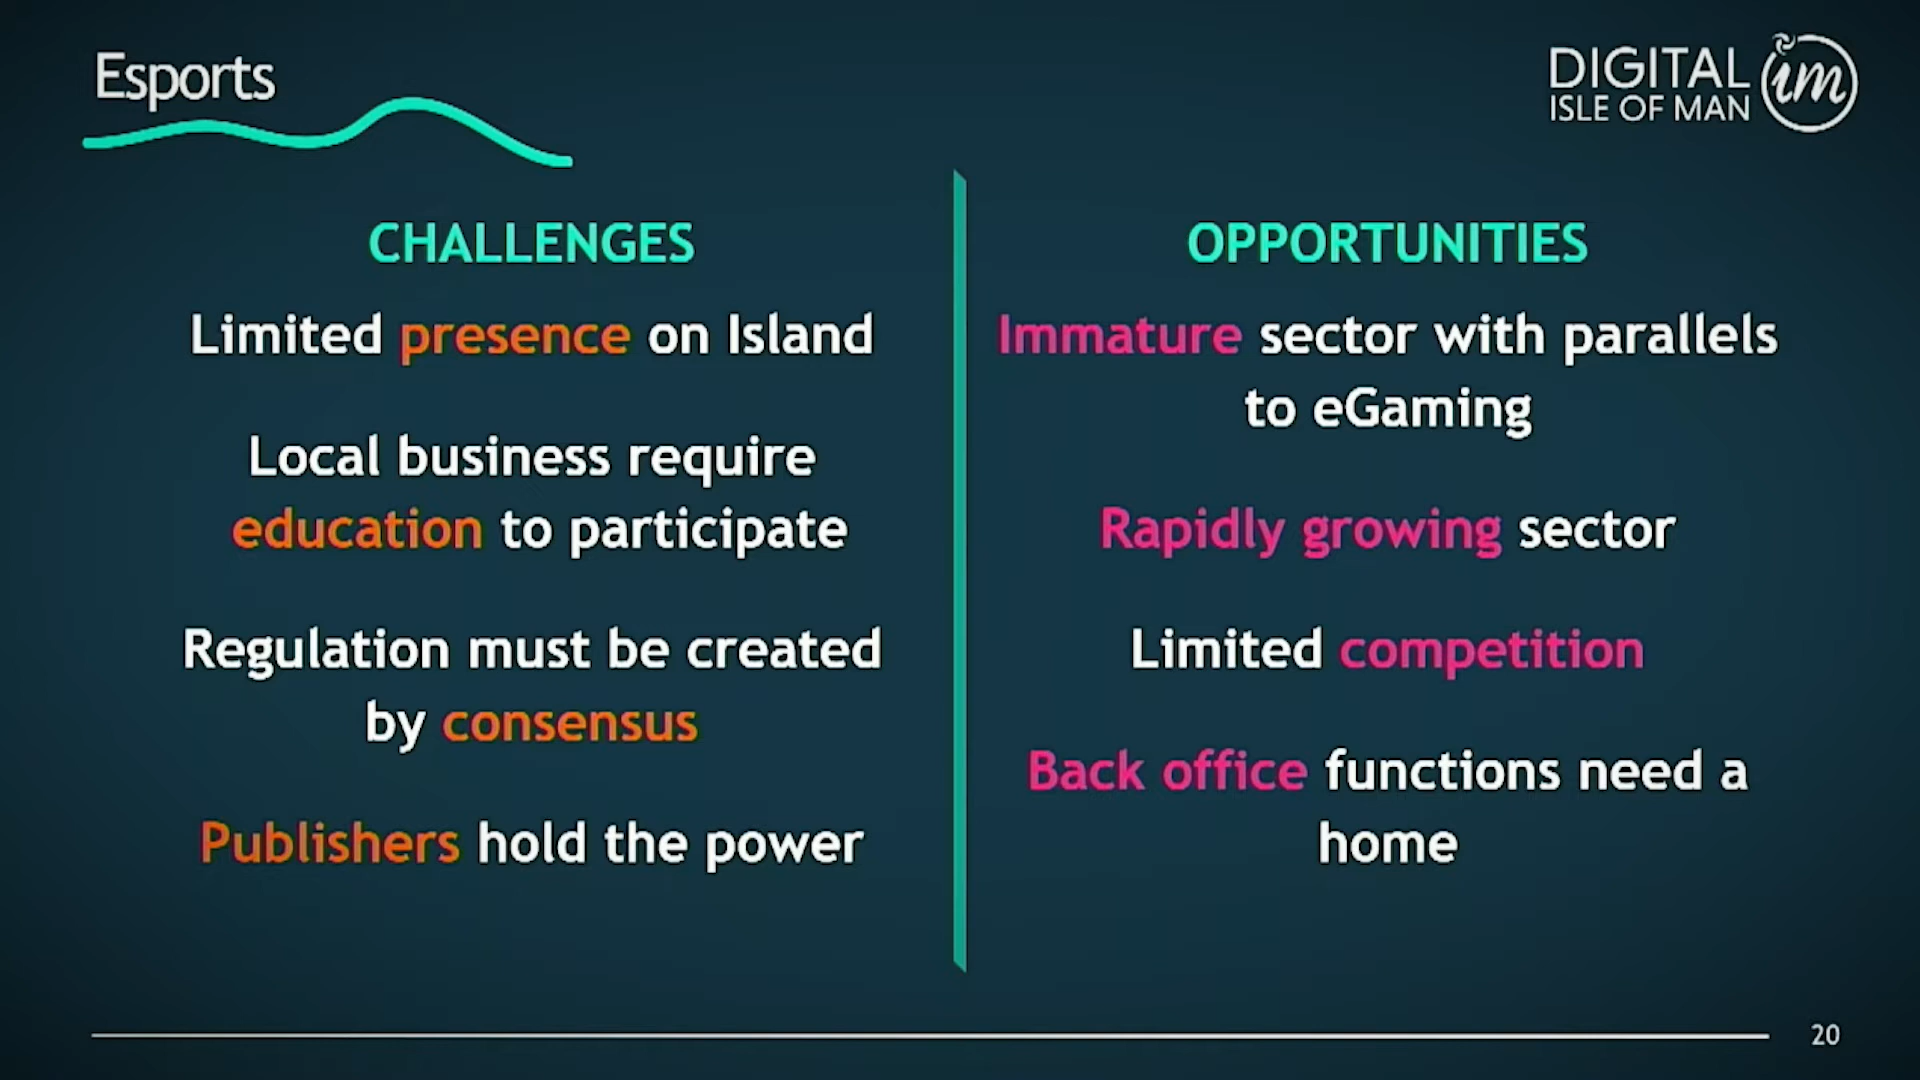 Esports
DIGITAL
ISLE OF MAN
im
CHALLENGES
Limited presence on Island
Local business require
education to participate
Regulation must be created
by consensus
Publishers hold the power
OPPORTUNITIES
Immature sector with parallels
to eGaming
Rapidly growing sector
Limited competition
Back office functions need a
home
20